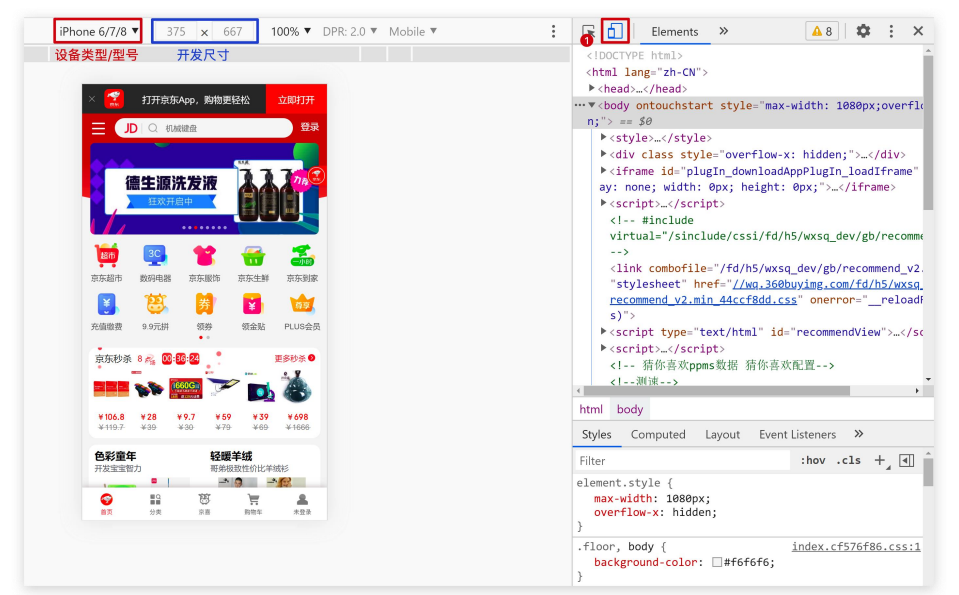 iPhone 6/7/8 ▼
375 x 667
100% ▼
DPR: 2.0 ▼
Mobile ▼
设备类型/型号
开发尺寸
× 打开京东App，购物更轻松 立即打开
JD 机械键盘 登录
德生源洗发液
狂欢开启中
超市
3C
一小时
京东超市 数码电器 京东服饰 京东生鲜 京东到家
券
尊享
充值缴费 9.9元拼 领券 领金贴 PLUS会员
京东秒杀 8 点 00:36:24 更多秒杀
1660G
¥106.8 ¥28 ¥9.7 ¥59 ¥39 ¥698
¥119.7 ¥39 ¥30 ¥79 ¥69 ¥1666
色彩童年 轻暖羊绒
开发宝宝智力 哥弟极致性价比羊绒衫
首页 分类 京喜 购物车 未登录
1
Elements » 8
<!DOCTYPE html>
<html lang="zh-CN">
<head>…</head>
<body ontouchstart style="max-width: 1080px;overfl
n;"> == $0
<style>…</style>
<div class style="overflow-x: hidden;">…</div>
<iframe id="plugIn_downloadAppPlugIn_loadIframe"
ay: none; width: 0px; height: 0px;">…</iframe>
<script>…</script>
<!-- #include
virtual="/sinclude/cssi/fd/h5/wxsq_dev/gb/recomme
-->
<link combofile="/fd/h5/wxsq_dev/gb/recommend_v2.
"stylesheet" href="//wq.360buyimg.com/fd/h5/wxsq_
recommend_v2.min_44ccf8dd.css" onerror="__reloadF
s)">
<script type="text/html" id="recommendView">…</sc
<script>…</script>
<!-- 猜你喜欢ppms数据 猜你喜欢配置-->
<!--测速-->
html body
Styles Computed Layout Event Listeners »
Filter :hov .cls +
element.style {
max-width: 1080px;
overflow-x: hidden;
}
.floor, body { index.cf576f86.css:1
background-color: #f6f6f6;
}